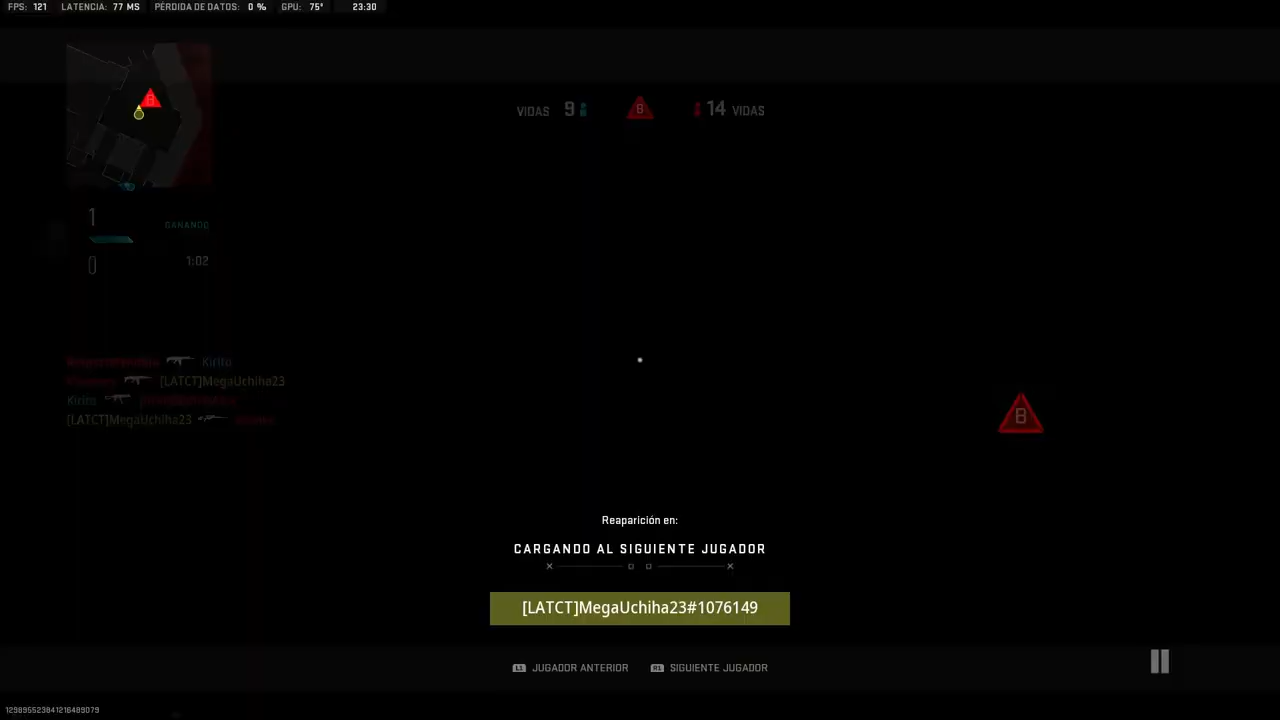 FPS: 121 LATENCIA: 77 MS PÉRDIDA DE DATOS: 0 % GPU: 75° 23:30
B
VIDAS 9 B 14 VIDAS
1 GANANDO
0 1:02
Kirito
[LATCT]MegaUchiha23
Kirito
[LATCT]MegaUchiha23
B
Reaparición en:
CARGANDO AL SIGUIENTE JUGADOR
[LATCT]MegaUchiha23#1076149
L1 JUGADOR ANTERIOR R1 SIGUIENTE JUGADOR